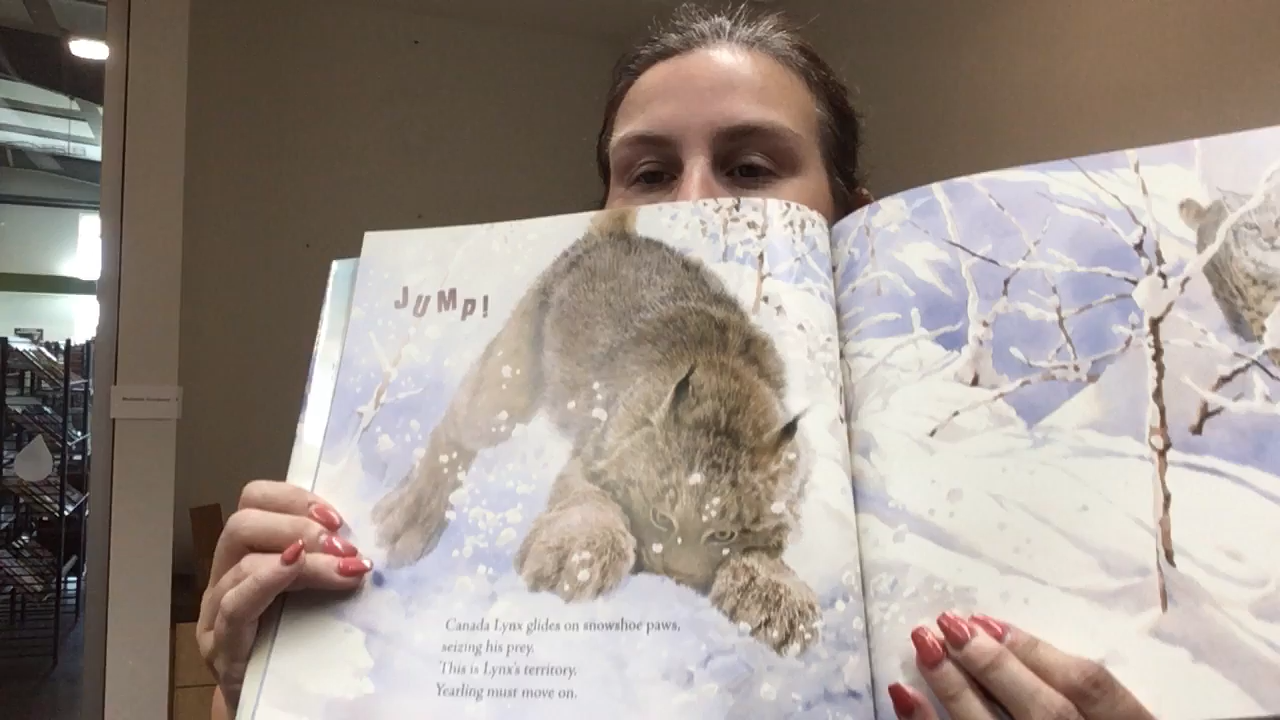 JUMP!
Canada Lynx glides on snowshoe paws,
seizing his prey.
This is Lynx's territory.
Yearling must move on.